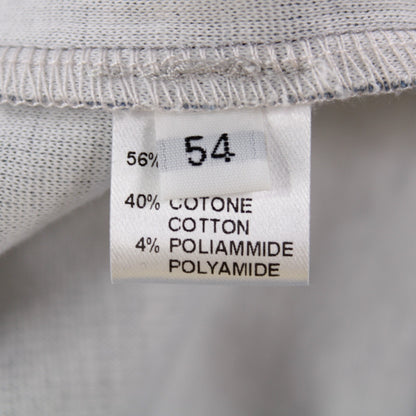 54
56%
40% COTONE
COTTON
4% POLIAMMIDE
POLYAMIDE